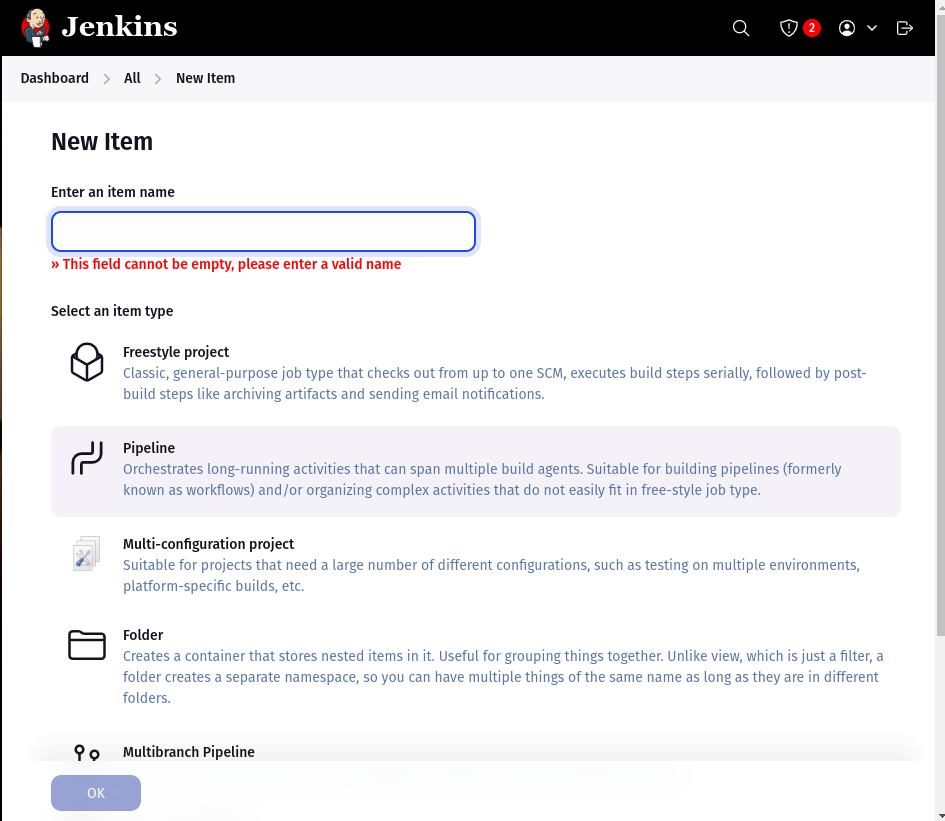 Jenkins
2
Dashboard
All
New Item
New Item
Enter an item name
» This field cannot be empty, please enter a valid name
Select an item type
Freestyle project
Classic, general-purpose job type that checks out from up to one SCM, executes build steps serially, followed by post-
build steps like archiving artifacts and sending email notifications.
Pipeline
Orchestrates long-running activities that can span multiple build agents. Suitable for building pipelines (formerly
known as workflows) and/or organizing complex activities that do not easily fit in free-style job type.
Multi-configuration project
Suitable for projects that need a large number of different configurations, such as testing on multiple environments,
platform-specific builds, etc.
Folder
Creates a container that stores nested items in it. Useful for grouping things together. Unlike view, which is just a filter, a
folder creates a separate namespace, so you can have multiple things of the same name as long as they are in different
folders.
Multibranch Pipeline
OK